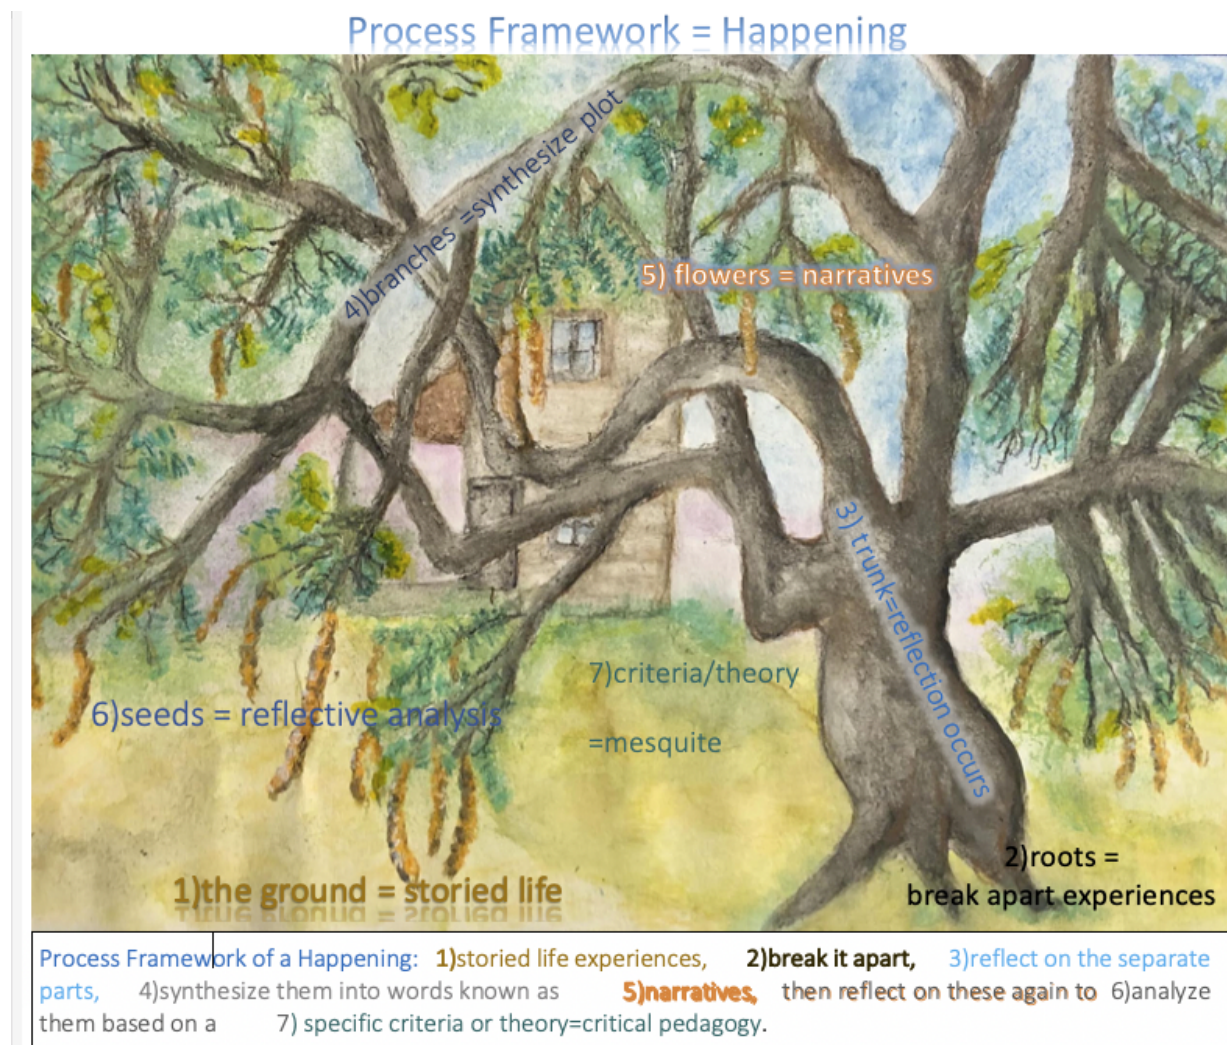 Process Framework = Happening
4)branches =synthesize plot
5) flowers = narratives
3) trunk=reflection occurs
7)criteria/theory
=mesquite
6)seeds = reflective analysis
2)roots =
break apart experiences
1)the ground = storied life
Process Framework of a Happening: 1)storied life experiences, 2)break it apart, 3)reflect on the separate
parts, 4)synthesize them into words known as 5)narratives, then reflect on these again to 6)analyze
them based on a 7) specific criteria or theory=critical pedagogy.